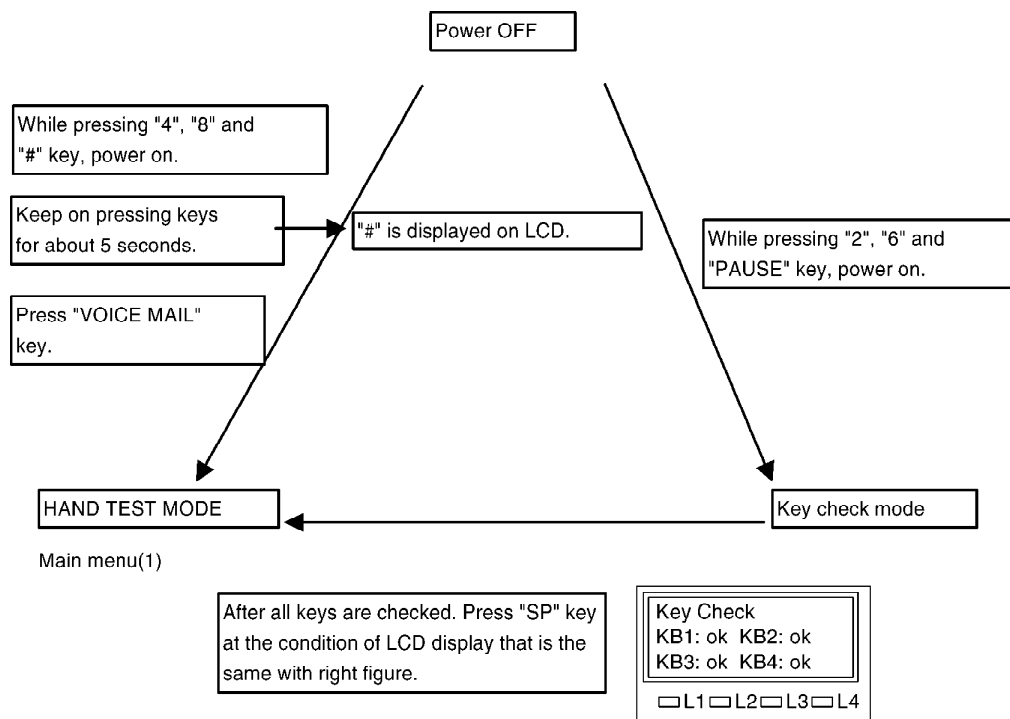 Power OFF
While pressing "4", "8" and
"#" key, power on.
Keep on pressing keys
for about 5 seconds.
"#" is displayed on LCD.
While pressing "2", "6" and
"PAUSE" key, power on.
Press "VOICE MAIL"
key.
HAND TEST MODE
Key check mode
Main menu(1)
After all keys are checked. Press "SP" key
at the condition of LCD display that is the
same with right figure.
Key Check
KB1: ok KB2: ok
KB3: ok KB4: ok
L1 L2 L3 L4